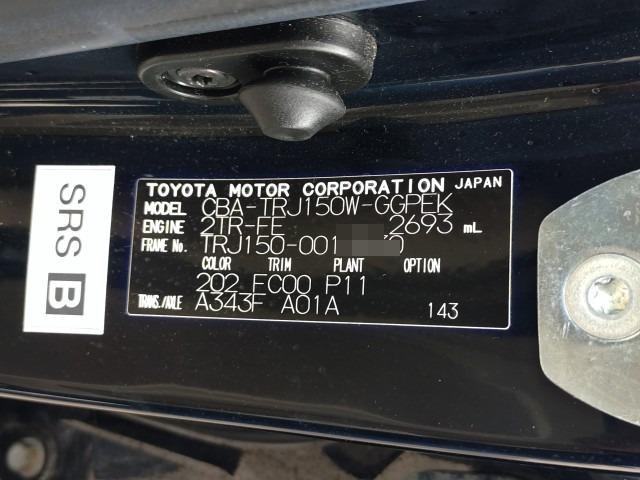 TOYOTA MOTOR CORPORATION JAPAN
MODEL CBA-TRJ150W-GGPEK
ENGINE 2TR-FE 2693 mL
FRAME No. TRJ150-001
COLOR TRIM PLANT OPTION
202 FC00 P11
TRANS./AXLE A343F A01A 143
SRS B